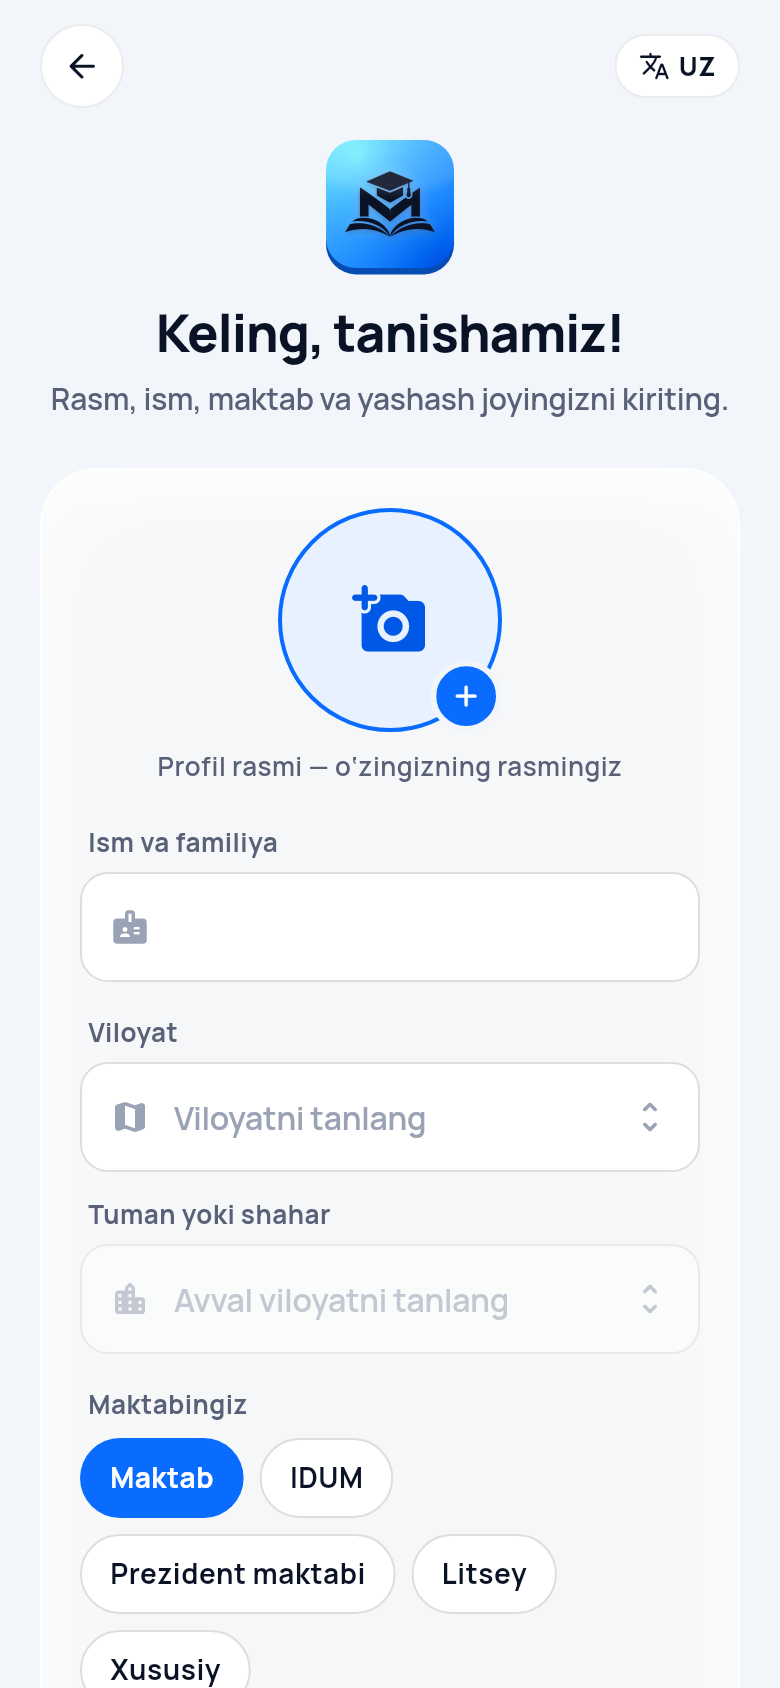 UZ
Keling, tanishamiz!
Rasm, ism, maktab va yashash joyingizni kiriting.
Profil rasmi — oʻzingizning rasmingiz
Ism va familiya
Viloyat
Viloyatni tanlang
Tuman yoki shahar
Avval viloyatni tanlang
Maktabingiz
Maktab IDUM
Prezident maktabi Litsey
Xususiy